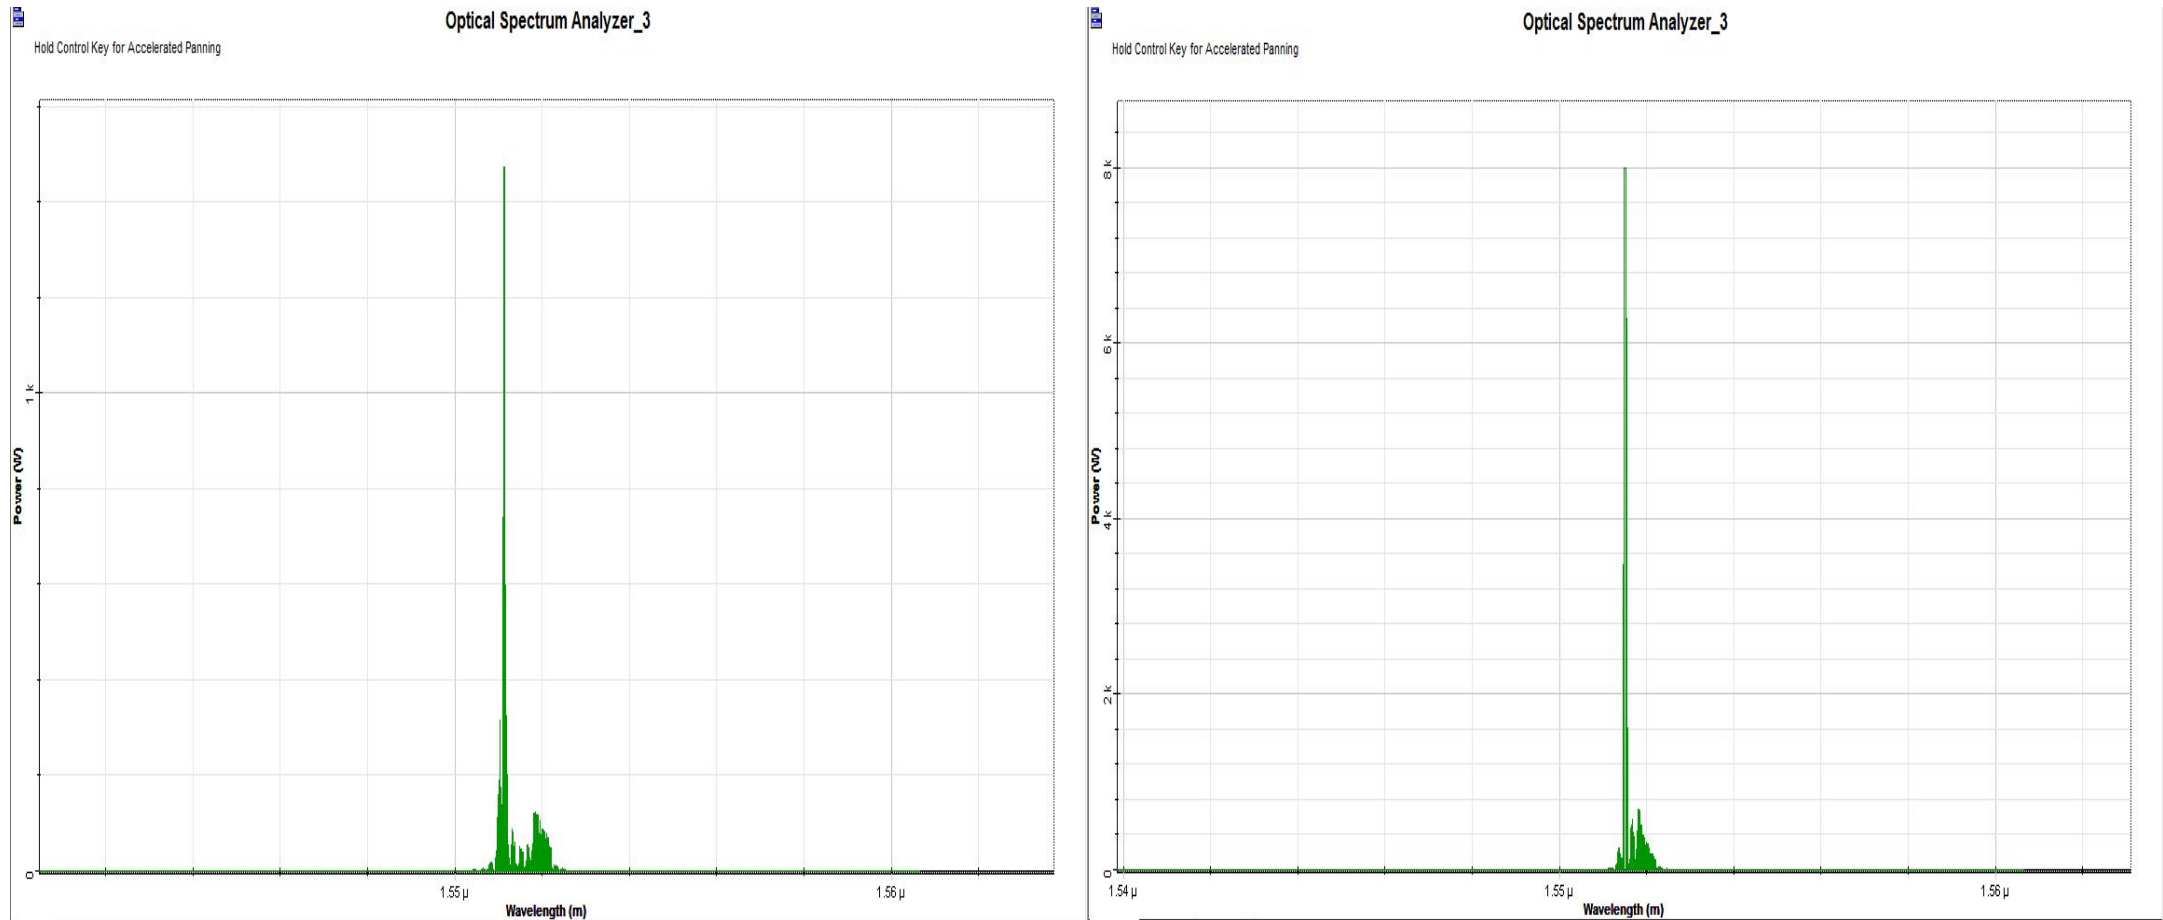 Optical Spectrum Analyzer_3
Hold Control Key for Accelerated Panning
1 k
0
Power (W)
1.55 µ
1.56 µ
Wavelength (m)
Optical Spectrum Analyzer_3
Hold Control Key for Accelerated Panning
8 k
6 k
4 k
2 k
0
Power (W)
1.54 µ
1.55 µ
1.56 µ
Wavelength (m)